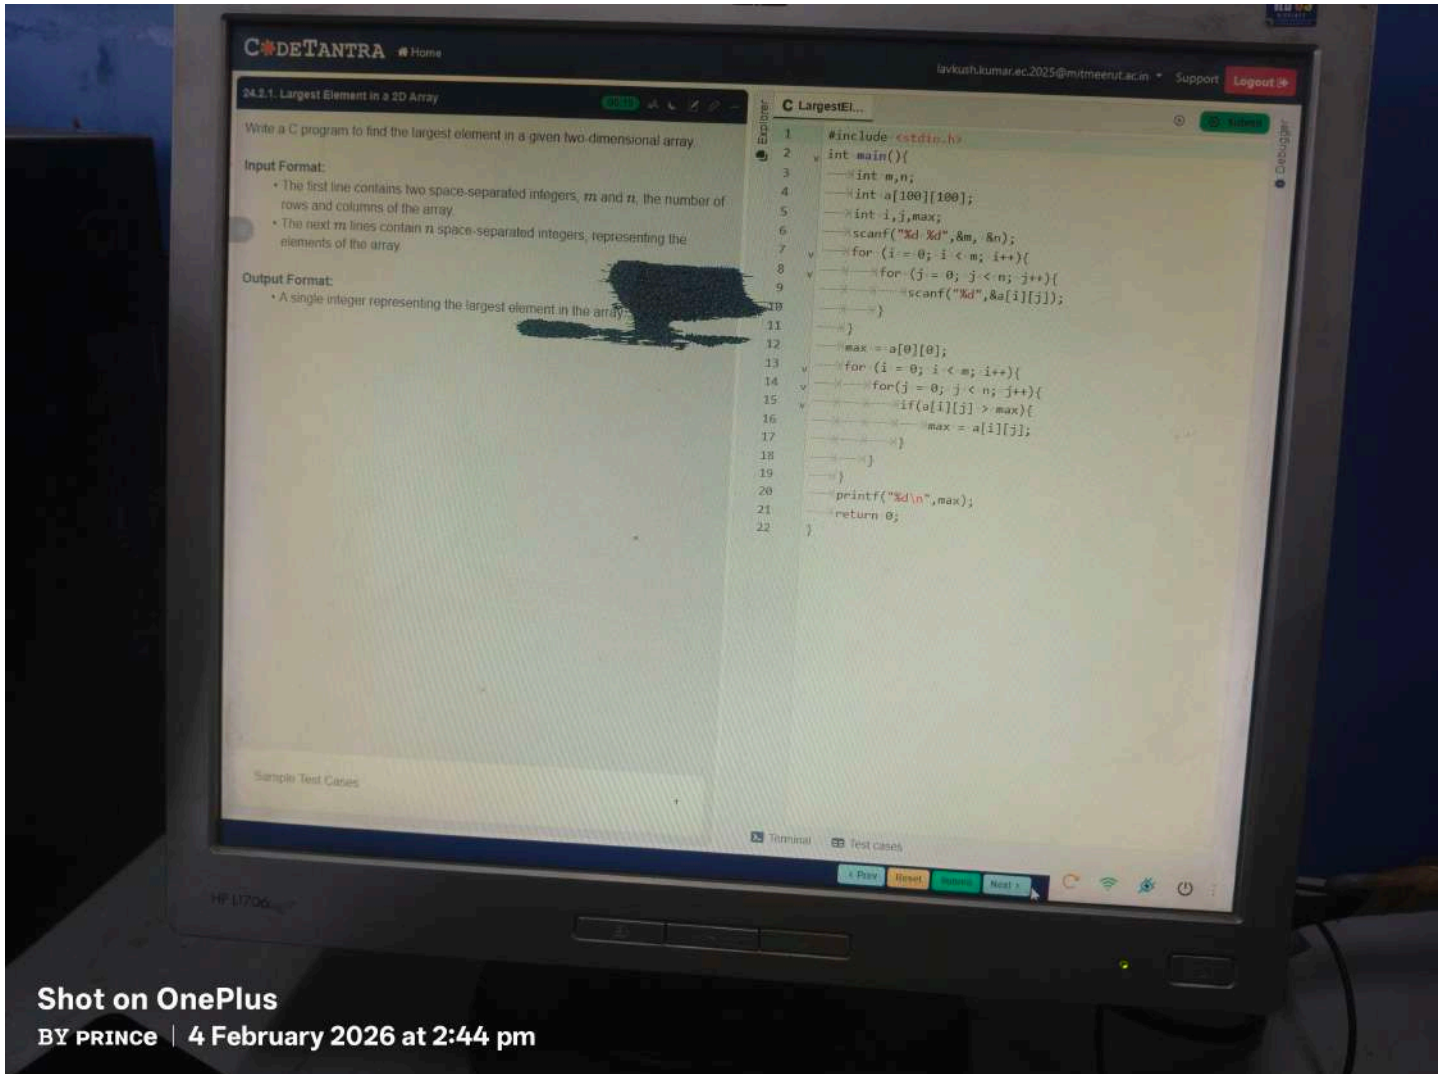 CODETANTRA Home
lavkush.kumar.ec.2025@mitmeerut.ac.in Support Logout
24.2.1. Largest Element in a 2D Array
Write a C program to find the largest element in a given two-dimensional array.
Input Format:
• The first line contains two space-separated integers, m and n, the number of
rows and columns of the array.
• The next m lines contain n space-separated integers, representing the
elements of the array.
Output Format:
• A single integer representing the largest element in the array.
Sample Test Cases
Explorer
C LargestEl...
Submit
Debugger
1 #include <stdio.h>
2 int main(){
3 int m,n;
4 int a[100][100];
5 int i,j,max;
6 scanf("%d %d",&m, &n);
7 for (i = 0; i < m; i++){
8 for (j = 0; j < n; j++){
9 scanf("%d",&a[i][j]);
10 }
11 }
12 max = a[0][0];
13 for (i = 0; i < m; i++){
14 for(j = 0; j < n; j++){
15 if(a[i][j] > max){
16 max = a[i][j];
17 }
18 }
19 }
20 printf("%d\n",max);
21 return 0;
22 }
Terminal Test cases
< Prev Reset Submit Next >
HP L1706
Shot on OnePlus
BY PRINCe | 4 February 2026 at 2:44 pm